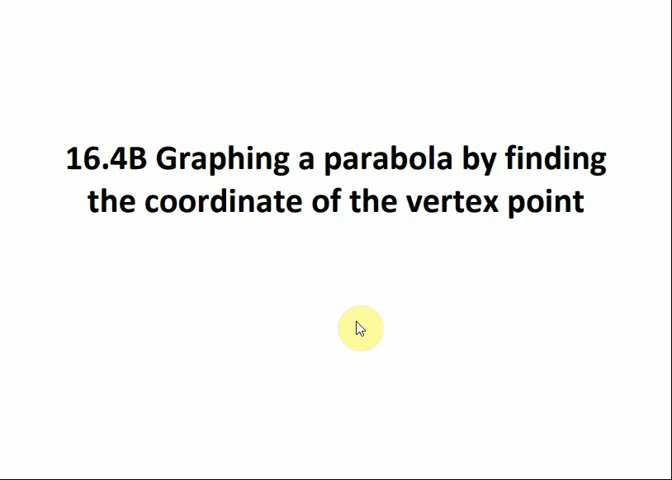 16.4B Graphing a parabola by finding
the coordinate of the vertex point